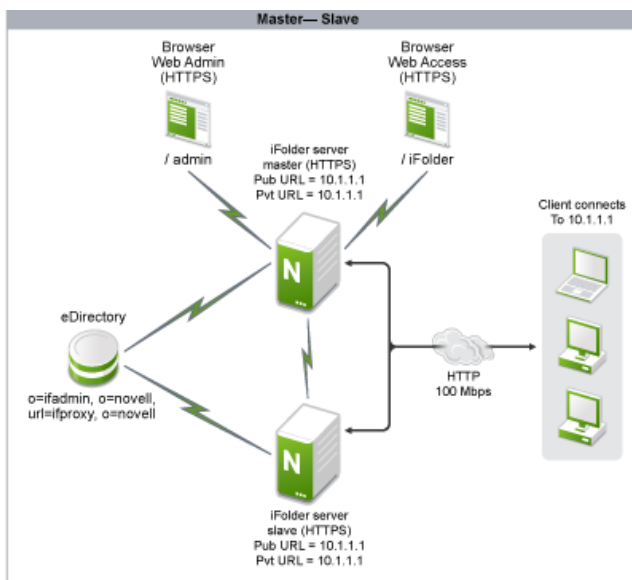 Master— Slave
Browser
Web Admin
(HTTPS)
Browser
Web Access
(HTTPS)
/ admin
iFolder server
master (HTTPS)
Pub URL = 10.1.1.1
Pvt URL = 10.1.1.1
/ iFolder
Client connects
To 10.1.1.1
N
eDirectory
o=ifadmin, o=novell,
url=ifproxy, o=novell
HTTP
100 Mbps
N
iFolder server
slave (HTTPS)
Pub URL = 10.1.1.1
Pvt URL = 10.1.1.1